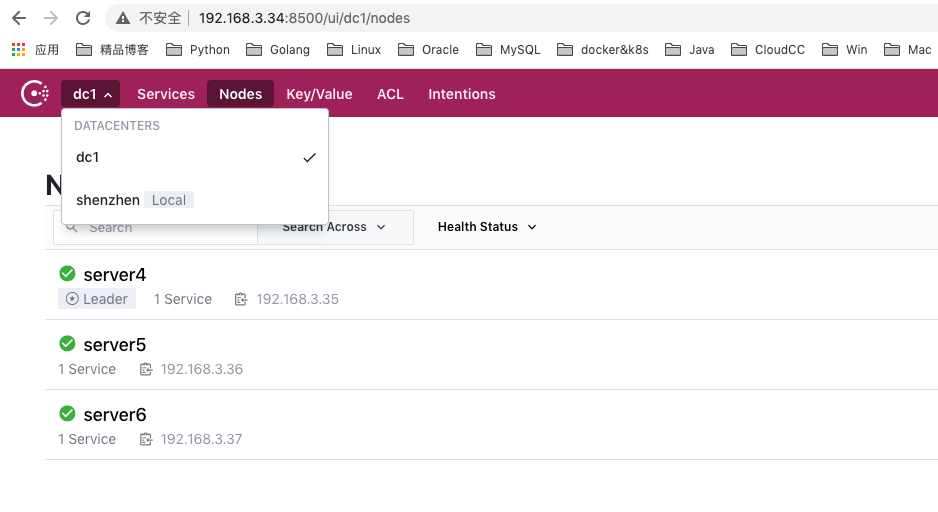 不安全 192.168.3.34:8500/ui/dc1/nodes
应用 精品博客 Python Golang Linux Oracle MySQL docker&k8s Java CloudCC Win Mac
dc1 Services Nodes Key/Value ACL Intentions
DATACENTERS
dc1
shenzhen Local
N
Search Search Across Health Status
server4
Leader 1 Service 192.168.3.35
server5
1 Service 192.168.3.36
server6
1 Service 192.168.3.37